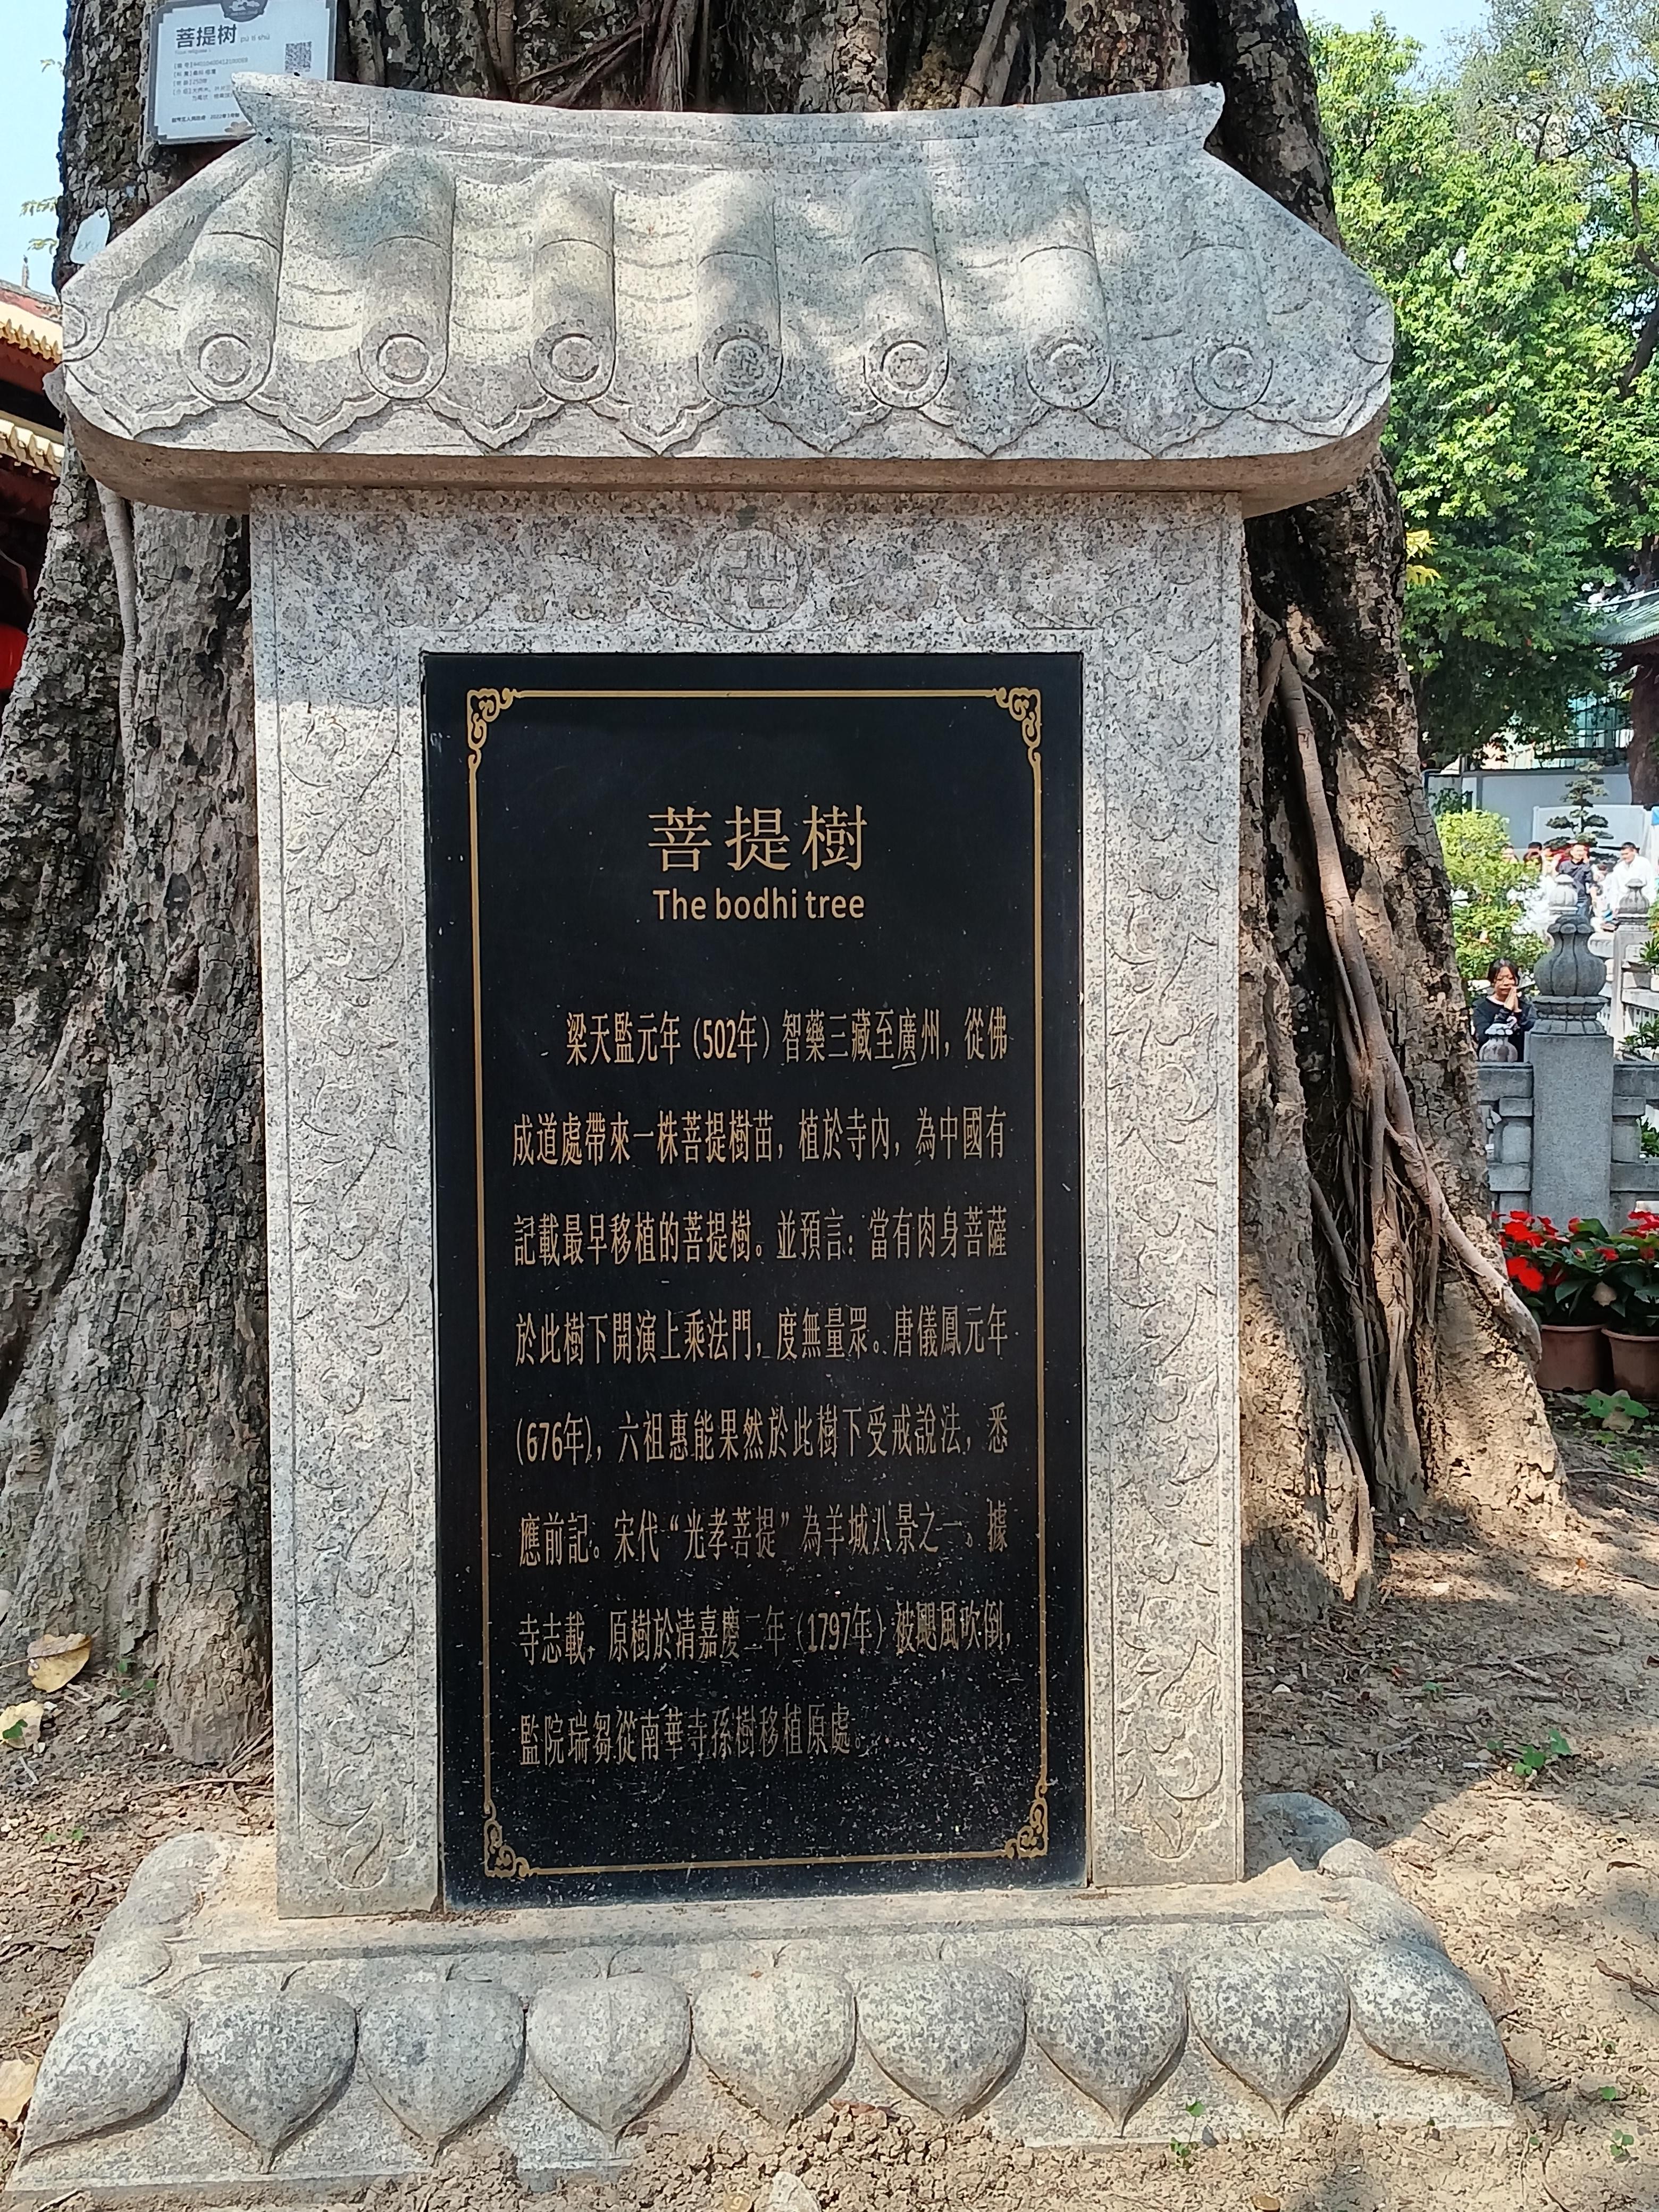 菩提树 pú tí shù
菩提樹
The bodhi tree
梁天監元年（502年）智藥三藏至廣州，從佛
成道處帶來一株菩提樹苗，植於寺內，為中國有
記載最早移植的菩提樹。並預言：當有肉身菩薩
於此樹下開演上乘法門，度無量眾。唐儀鳳元年
(676年)，六祖惠能果然於此樹下受戒說法，悉
應前記。宋代“光孝菩提”為羊城八景之一。據
寺志載，原樹於清嘉慶二年（1797年）被颶風吹倒，
監院瑞芻從南華寺孫樹移植原處。